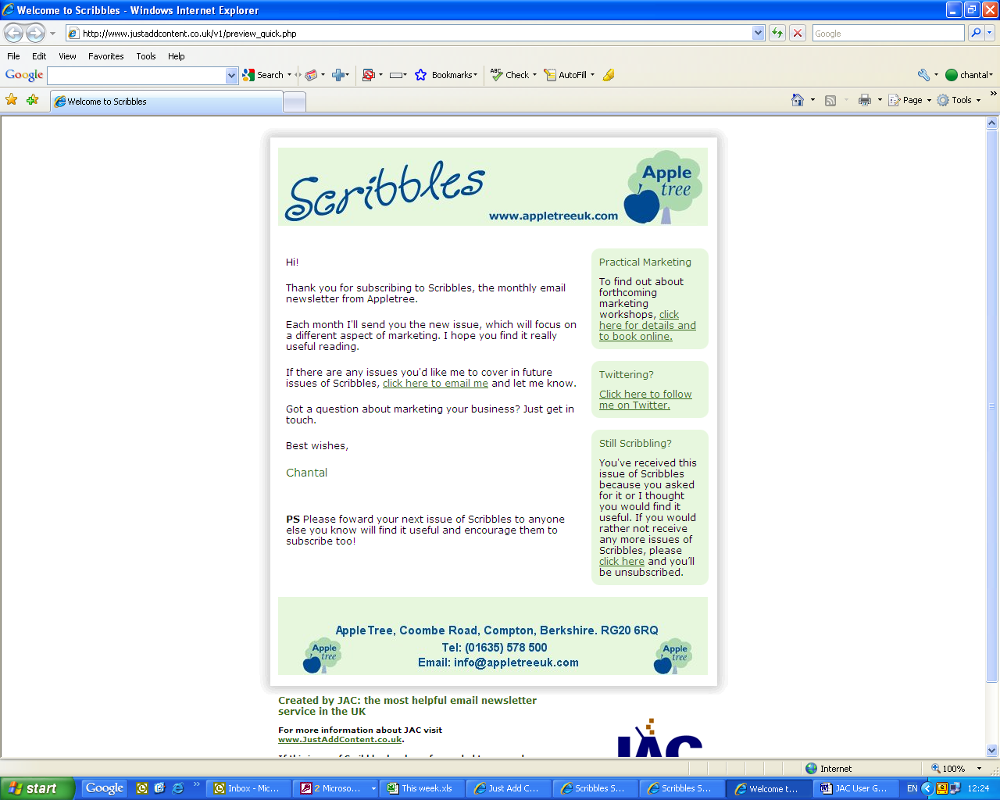 Welcome to Scribbles - Windows Internet Explorer
http://www.justaddcontent.co.uk/v1/preview_quick.php
Google
File Edit View Favorites Tools Help
Google Search Bookmarks ABC Check AutoFill chantal
Welcome to Scribbles Page Tools
Scribbles
www.appletreeuk.com
Apple
tree
Hi!
Thank you for subscribing to Scribbles, the monthly email
newsletter from Appletree.
Each month I'll send you the new issue, which will focus on
a different aspect of marketing. I hope you find it really
useful reading.
If there are any issues you'd like me to cover in future
issues of Scribbles, click here to email me and let me know.
Got a question about marketing your business? Just get in
touch.
Best wishes,
Chantal
PS Please foward your next issue of Scribbles to anyone
else you know will find it useful and encourage them to
subscribe too!
Practical Marketing
To find out about
forthcoming
marketing
workshops, click
here for details and
to book online.
Twittering?
Click here to follow
me on Twitter.
Still Scribbling?
You've received this
issue of Scribbles
because you asked
for it or I thought
you would find it
useful. If you would
rather not receive
any more issues of
Scribbles, please
click here and you'll
be unsubscribed.
AppleTree, Coombe Road, Compton, Berkshire. RG20 6RQ
Tel: (01635) 578 500
Email: info@appletreeuk.com
Apple
tree
Apple
tree
Created by JAC: the most helpful email newsletter
service in the UK
For more information about JAC visit
www.JustAddContent.co.uk.
JAC
Internet 100%
start Google Inbox - Mic... 2 Microso... This week.xls Just Add C... Scribbles S... Scribbles S... Welcome t... JAC User G... EN 12:24